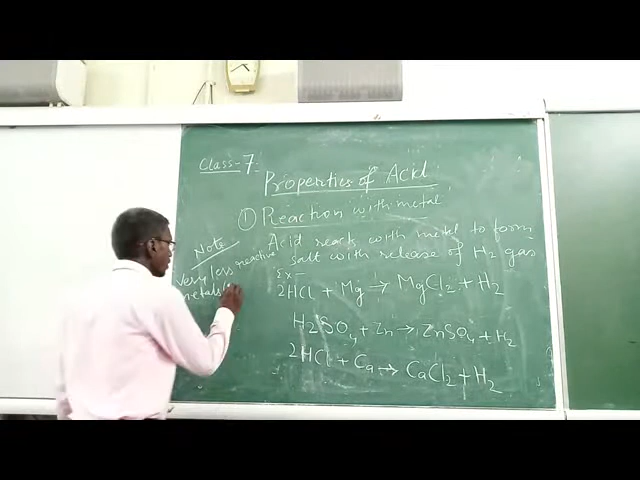 Class-7
Properties of Acid
① Reaction with metal
Acid reacts with metal to form
salt with release of H2 gas
Ex-
2HCl + Mg → MgCl2 + H2
H2SO4 + Zn → ZnSO4 + H2
2HCl + Ca → CaCl2 + H2
Note
Very less reactive
metals